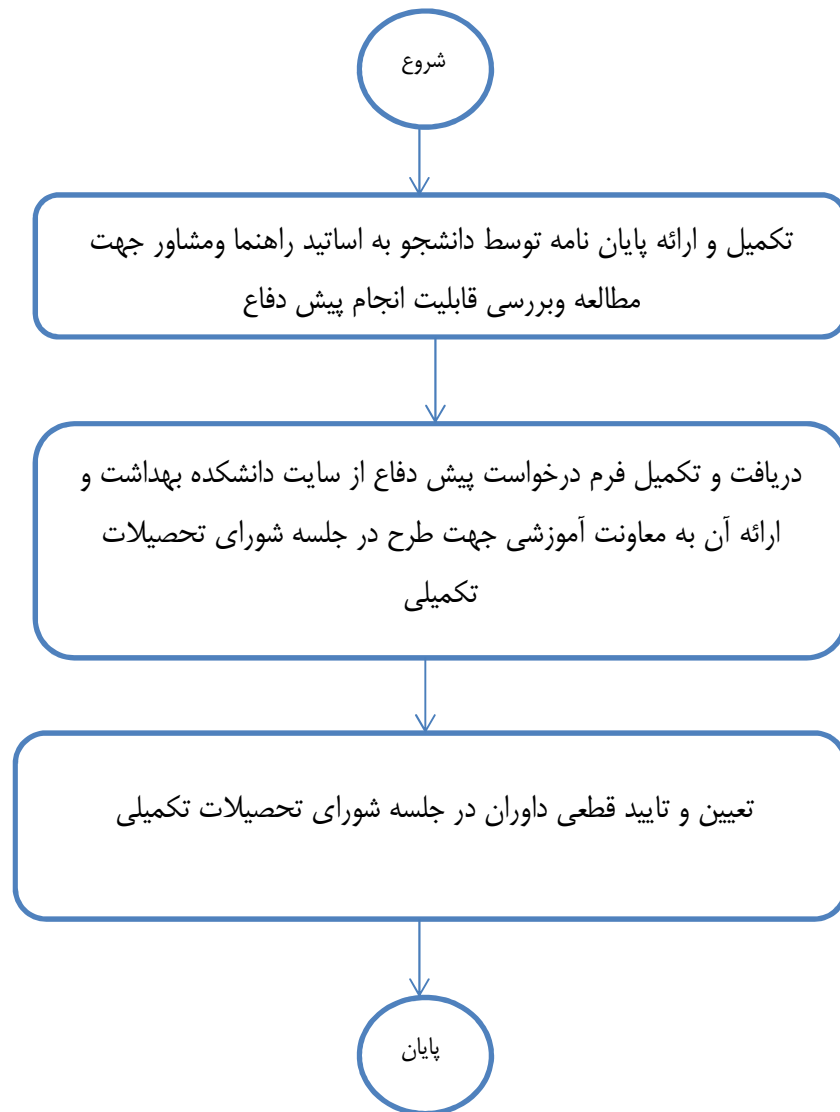 شروع
تکمیل و ارائه پایان نامه توسط دانشجو به اساتید راهنما ومشاور جهت
مطالعه وبررسی قابلیت انجام پیش دفاع
دریافت و تکمیل فرم درخواست پیش دفاع از سایت دانشکده بهداشت و
ارائه آن به معاونت آموزشی جهت طرح در جلسه شورای تحصیلات
تکمیلی
تعیین و تایید قطعی داوران در جلسه شورای تحصیلات تکمیلی
پایان